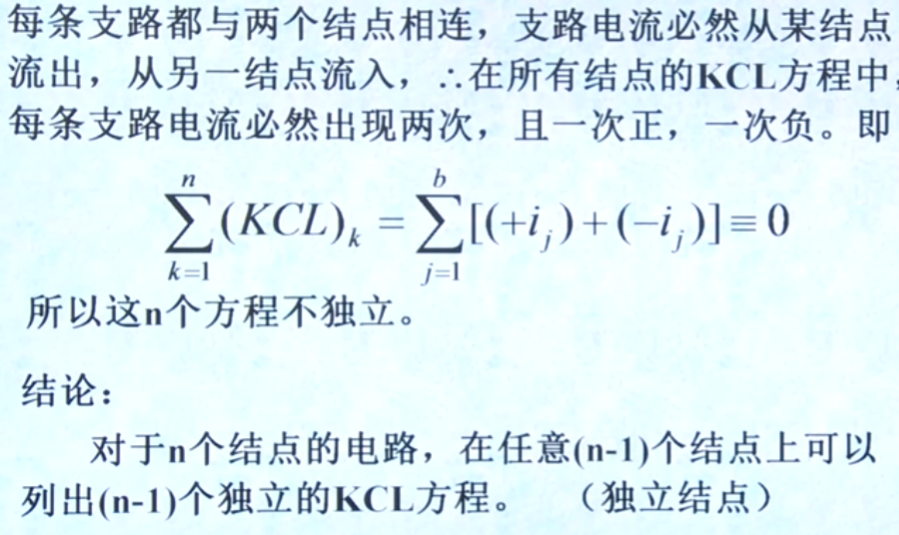 每条支路都与两个结点相连，支路电流必然从某结点
流出，从另一结点流入，∴在所有结点的KCL方程中，
每条支路电流必然出现两次，且一次正，一次负。即
$\sum_{k=1}^{n}(KCL)_k = \sum_{j=1}^{b}[(+i_j)+(-i_j)] \equiv 0$
所以这n个方程不独立。
结论：
对于n个结点的电路，在任意(n-1)个结点上可以
列出(n-1)个独立的KCL方程。 （独立结点）